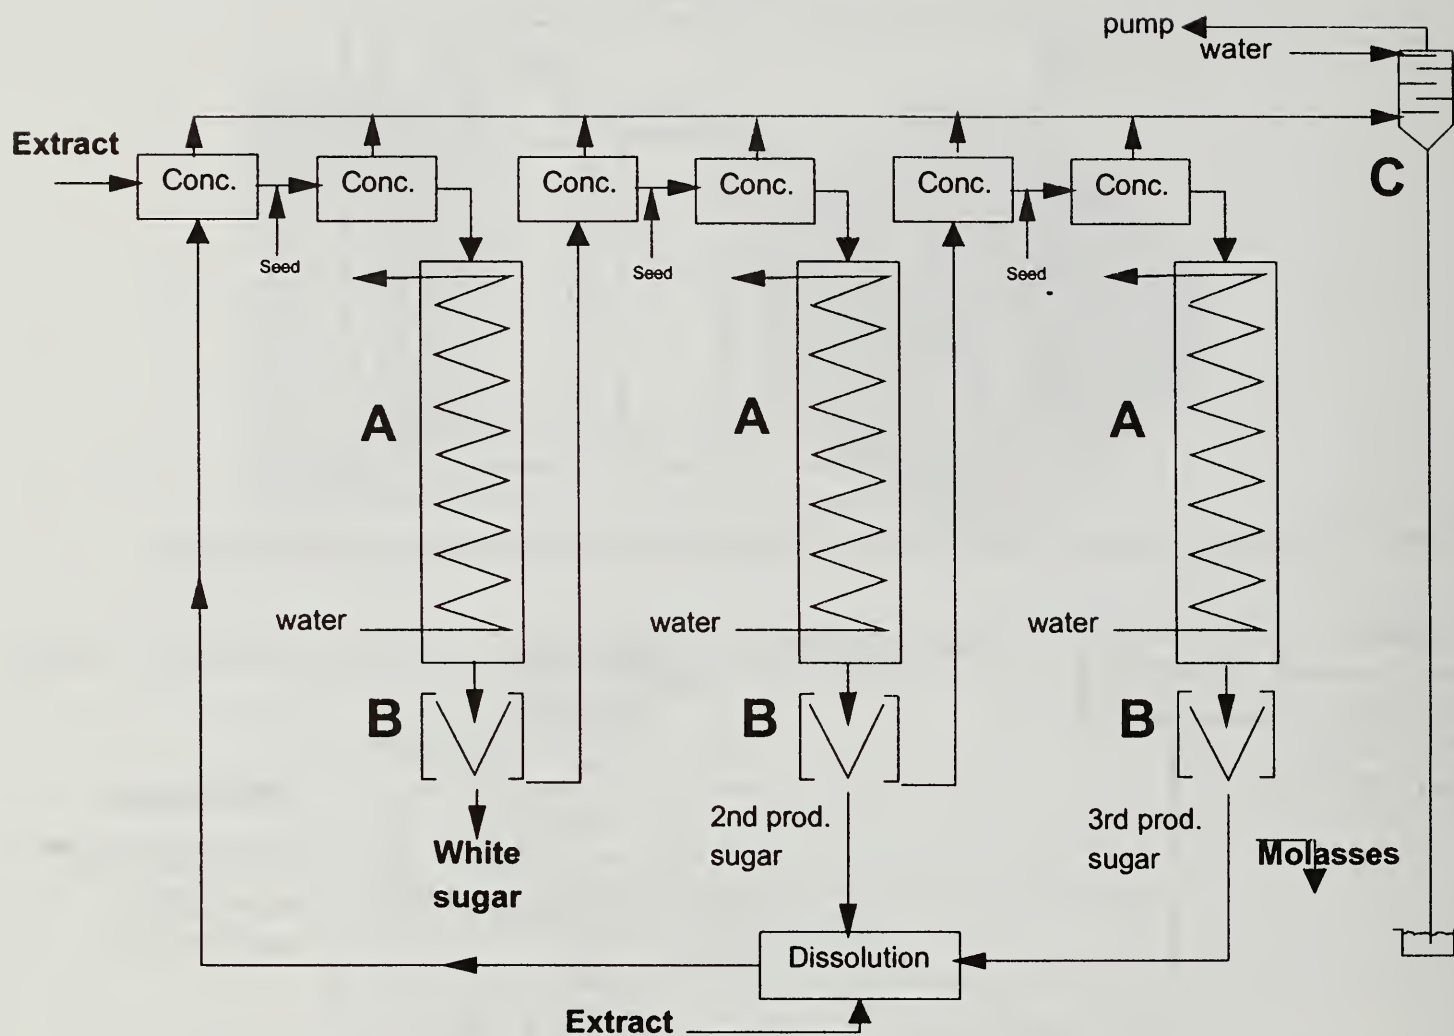 pump
water
Extract
Conc.
Conc.
Conc.
Conc.
Conc.
Conc.
C
Seed
Seed
Seed
A
A
A
water
water
water
B
B
B
2nd prod.
sugar
3rd prod.
sugar
White
sugar
Molasses
Dissolution
Extract